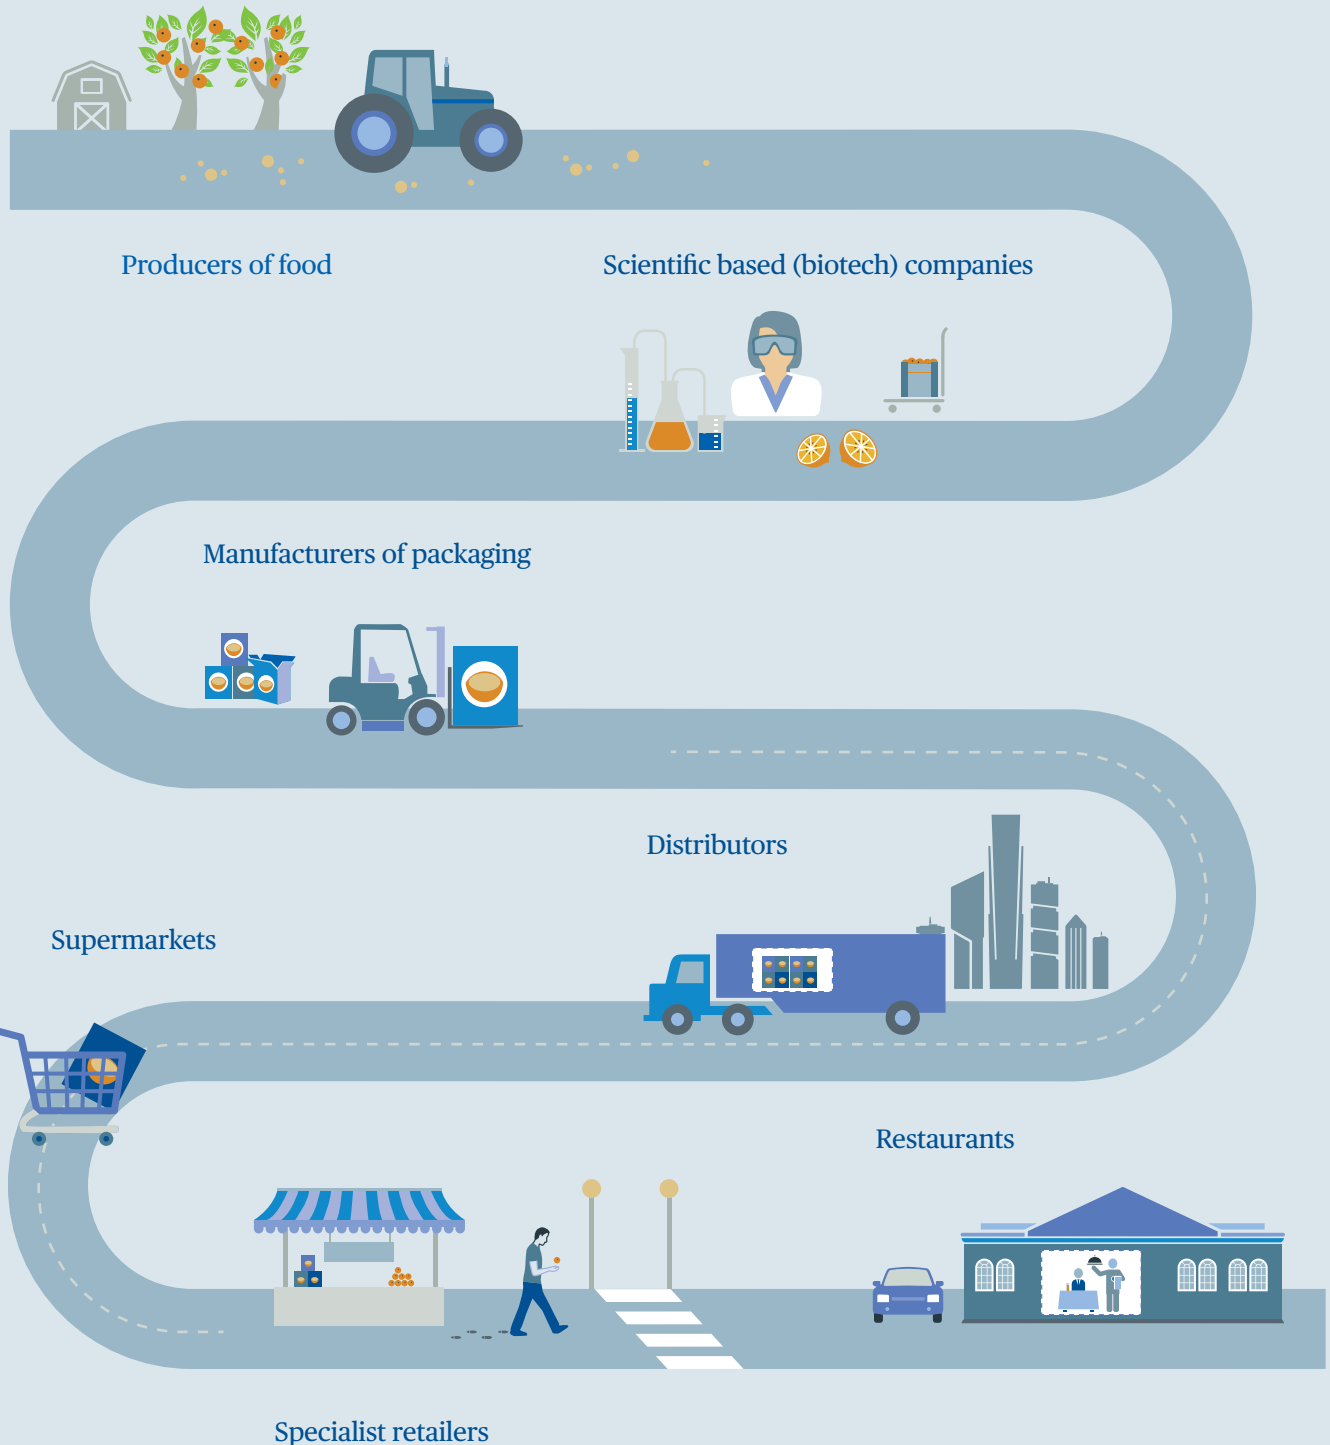 Producers of food
Scientific based (biotech) companies
Manufacturers of packaging
Distributors
Supermarkets
Restaurants
Specialist retailers